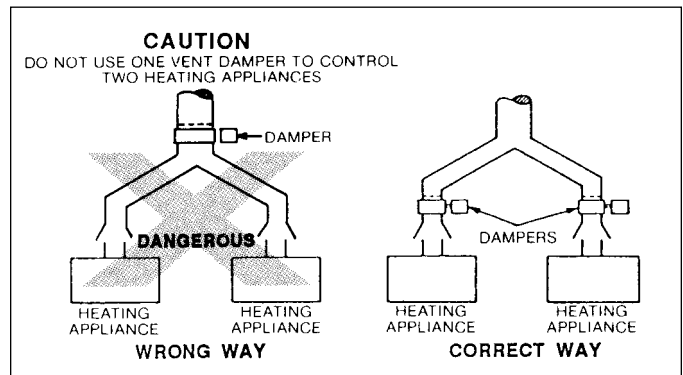 CAUTION
DO NOT USE ONE VENT DAMPER TO CONTROL
TWO HEATING APPLIANCES
DAMPER
DANGEROUS
HEATING
APPLIANCE
HEATING
APPLIANCE
WRONG WAY
DAMPERS
HEATING
APPLIANCE
HEATING
APPLIANCE
CORRECT WAY